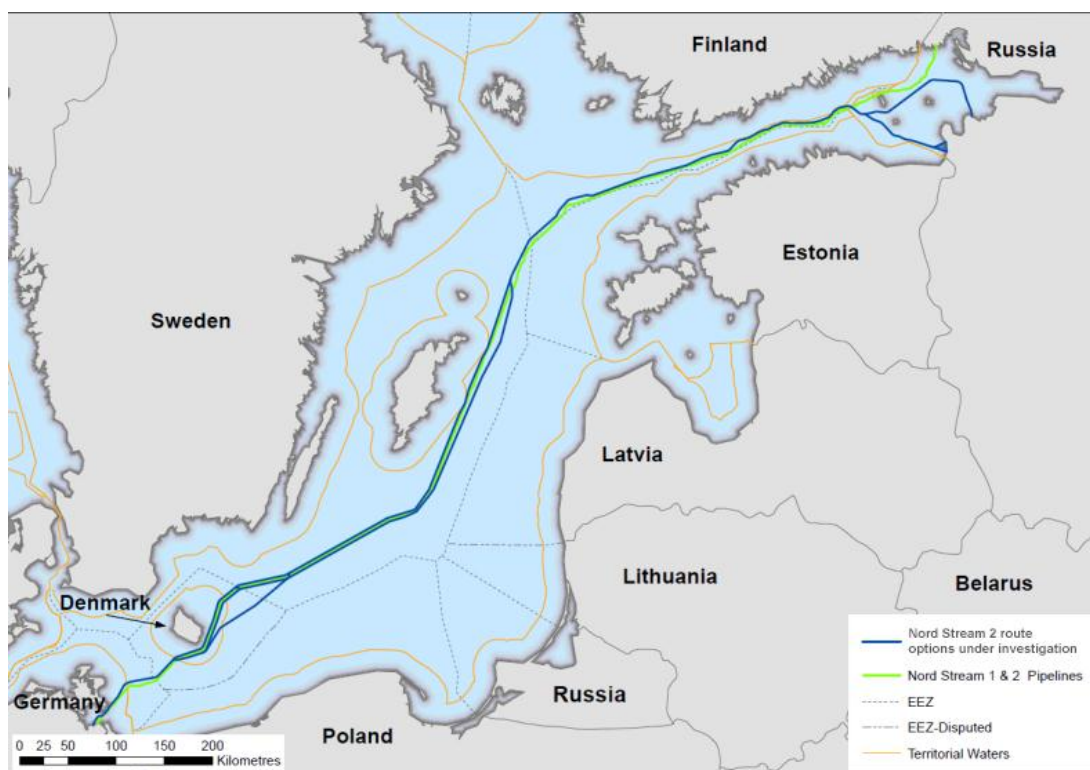 Finland
Russia
Estonia
Sweden
Latvia
Lithuania
Belarus
Denmark
Germany
Russia
Poland
0 25 50 100 150 200
Kilometres
Nord Stream 2 route
options under investigation
Nord Stream 1 & 2 Pipelines
EEZ
EEZ-Disputed
Territorial Waters